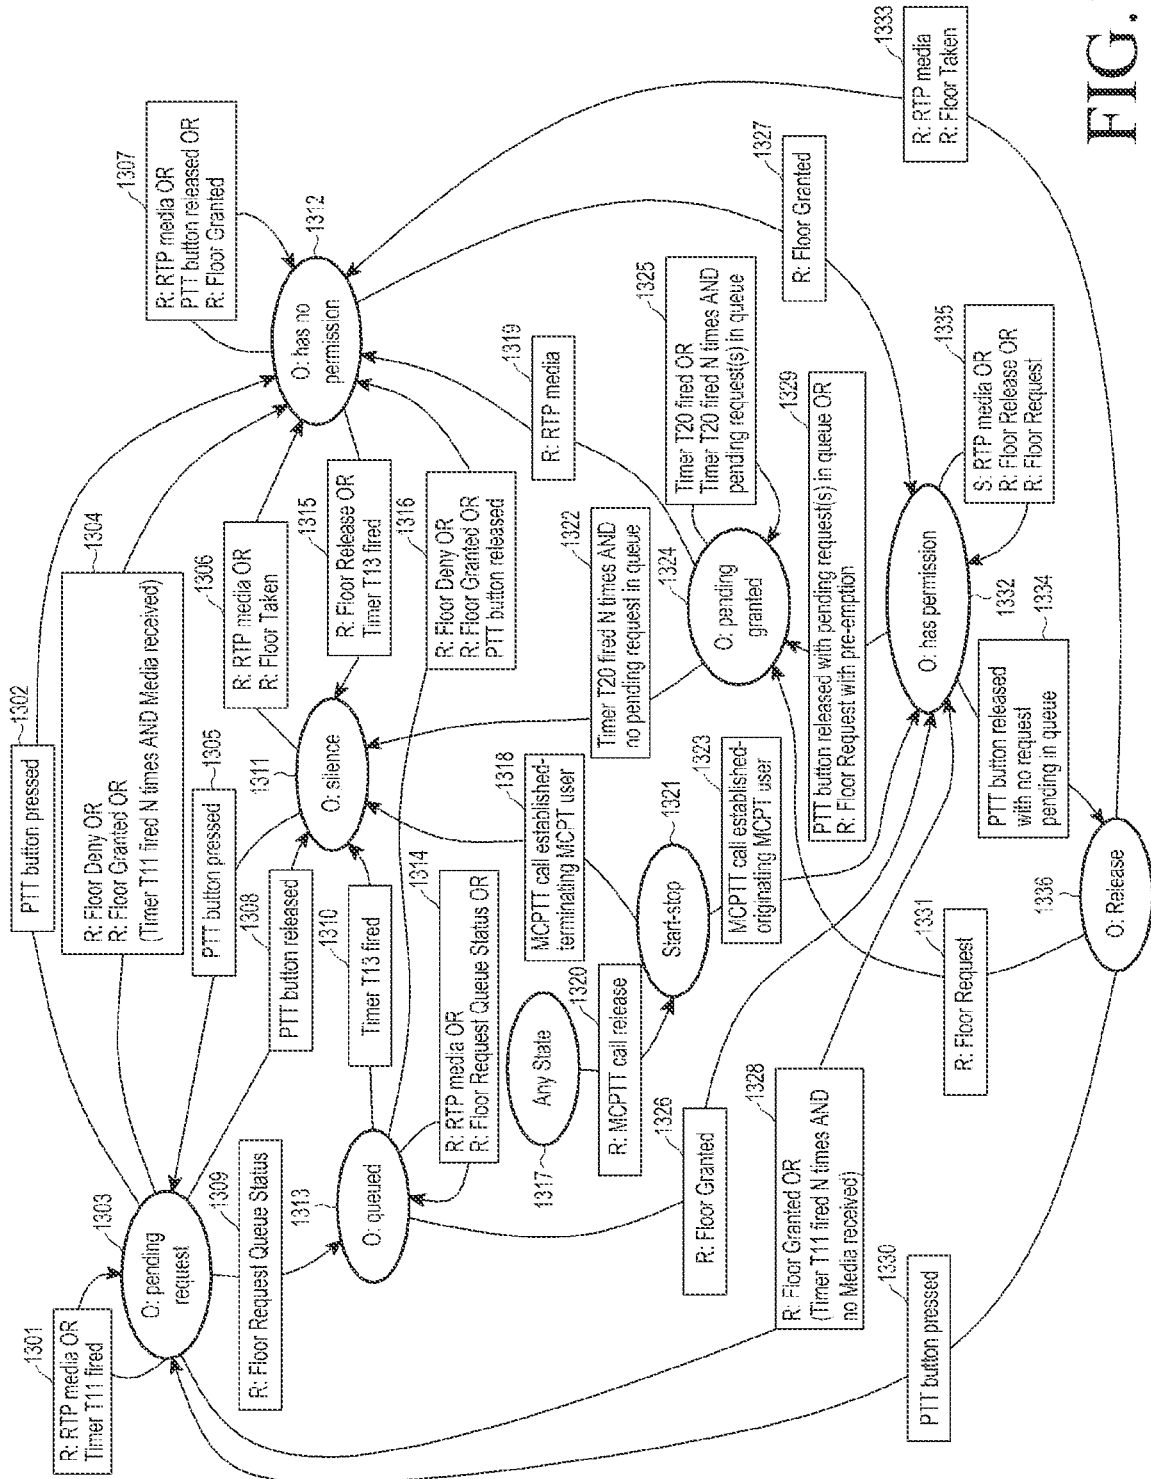 1301
R: RTP media OR
Timer T11 fired
1303
O: pending
request
1302
PTT button pressed
1304
R: Floor Deny OR
R: Floor Granted OR
(Timer T11 fired N times AND Media received)
1305
PTT button pressed
1308
PTT button released
1309
R: Floor Request Queue Status
1306
R: RTP media OR
R: Floor Taken
1307
R: RTP media OR
PTT button released OR
R: Floor Granted
1312
O: has no
permission
1311
O: silence
1310
Timer T13 fired
1313
O: queued
1314
R: RTP media OR
R: Floor Request Queue Status OR
1315
R: Floor Release OR
Timer T13 fired
1316
R: Floor Deny OR
R: Floor Granted OR
PTT button released
1317
Any State
1320
R: MCPTT call release
1318
MCPTT call established-
terminating MCPT user
1321
Start-stop
1323
MCPTT call established-
originating MCPT user
1322
Timer T20 fired N times AND
no pending request in queue
1319
R: RTP media
1324
O: pending
granted
1325
Timer T20 fired OR
Timer T20 fired N times AND
pending request(s) in queue
1327
R: Floor Granted
1326
R: Floor Granted
1328
R: Floor Granted OR
(Timer T11 fired N times AND
no Media received)
1329
PTT button released with pending request(s) in queue OR
R: Floor Request with pre-emption
1332
O: has permission
1335
S: RTP media OR
R: Floor Release OR
R: Floor Request
1334
PTT button released
with no request
pending in queue
1330
PTT button pressed
1331
R: Floor Request
1336
O: Release
1333
R: RTP media
R: Floor Taken
FIG.